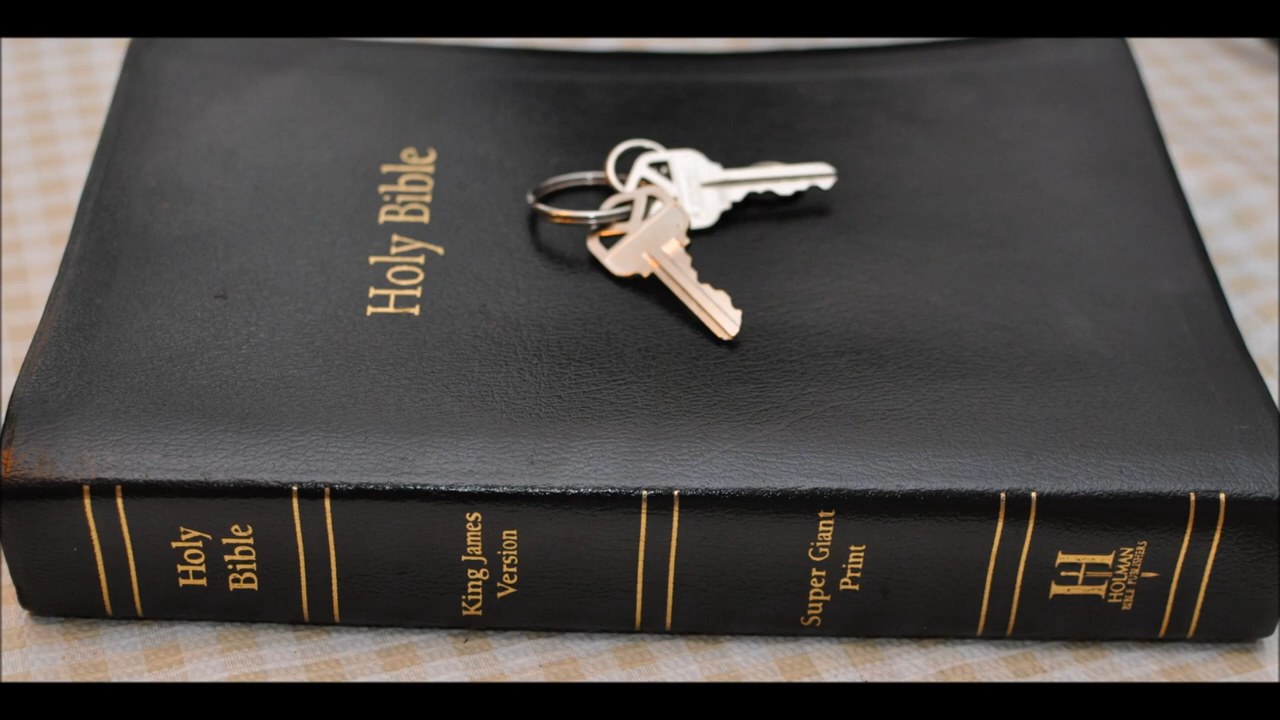 Holy Bible
Holy
Bible
King James
Version
Super Giant
Print
HOLMAN
BIBLE PUBLISHERS